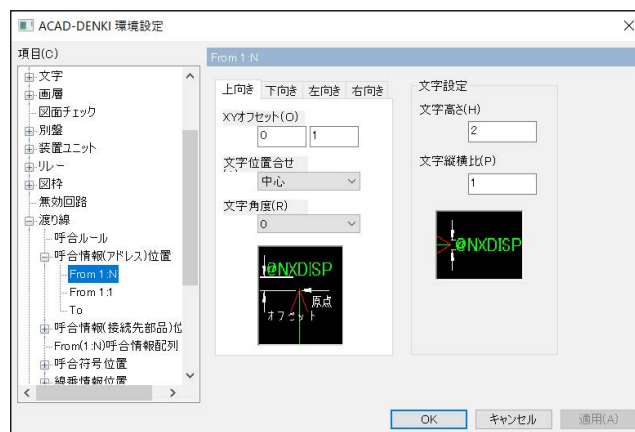 ACAD-DENKI 環境設定
項目(C)
文字
画層
図面チェック
別盤
装置ユニット
リレー
図枠
無効回路
渡り線
呼合ルール
呼合情報(アドレス)位置
From 1:N
From 1:1
To
呼合情報(接続先部品)位
From(1:N)呼合情報配列
呼合符号位置
線番情報位置
From 1:N
上向き 下向き 左向き 右向き
XYオフセット(O)
0 1
文字位置合せ
中心
文字角度(R)
0
@NXDISP
原点
オフセット
文字設定
文字高さ(H)
2
文字縦横比(P)
1
@NXDISP
OK キャンセル 適用(A)